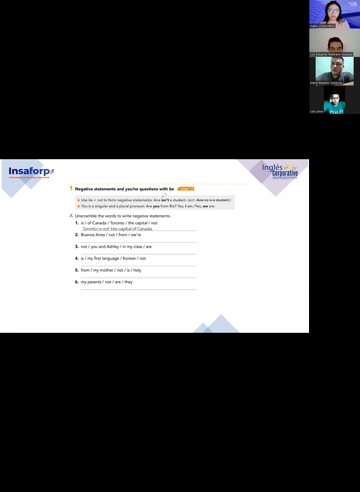 Insaforp
Inglés
Corporativo
1 Negative statements and yes/no questions with be page 11
Use be + not to form negative statements: Ana isn't a student. (NOT: Ana no is a student)
You is a singular and a plural pronoun: Are you from Rio? Yes, I am./Yes, we are.
A Unscramble the words to write negative statements.
1. is / of Canada / Toronto / the capital / not
Toronto is not the capital of Canada.
2. Buenos Aires / not / from / we're
3. not / you and Ashley / in my class / are
4. is / my first language / Korean / not
5. from / my mother / not / is / Italy
6. my parents / not / are / they